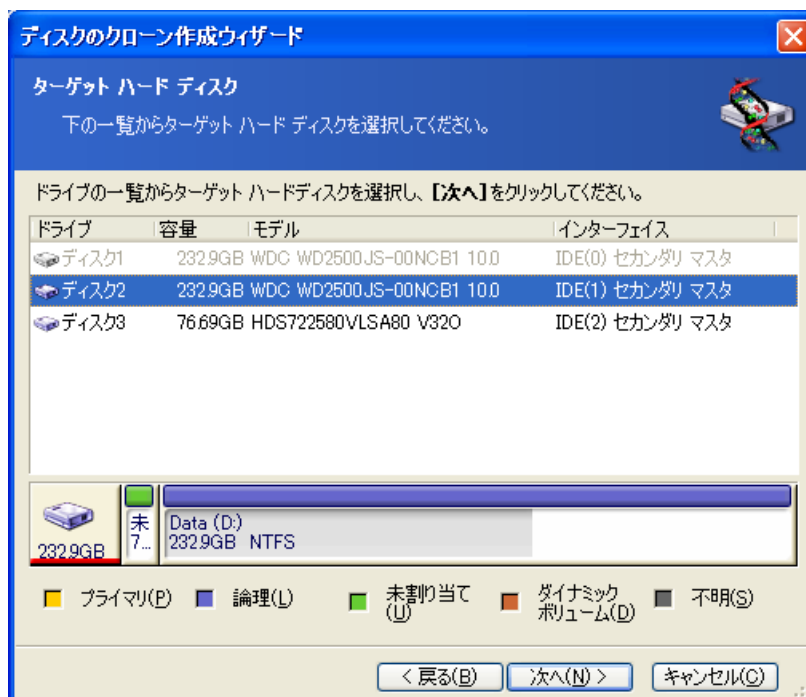 ディスクのクローン作成ウィザード
ターゲット ハード ディスク
下の一覧からターゲット ハード ディスクを選択してください。
ドライブの一覧からターゲット ハードディスクを選択し、[次へ]をクリックしてください。
ドライブ 容量 モデル インターフェイス
ディスク1 232.9GB WDC WD2500JS-00NCB1 10.0 IDE(0) セカンダリ マスタ
ディスク2 232.9GB WDC WD2500JS-00NCB1 10.0 IDE(1) セカンダリ マスタ
ディスク3 76.69GB HDS722580VLSA80 V32O IDE(2) セカンダリ マスタ
232.9GB
未
7...
Data (D:)
232.9GB NTFS
プライマリ(P) 論理(L) 未割り当て(U) ダイナミック ボリューム(D) 不明(S)
< 戻る(B) 次へ(N) > キャンセル(C)